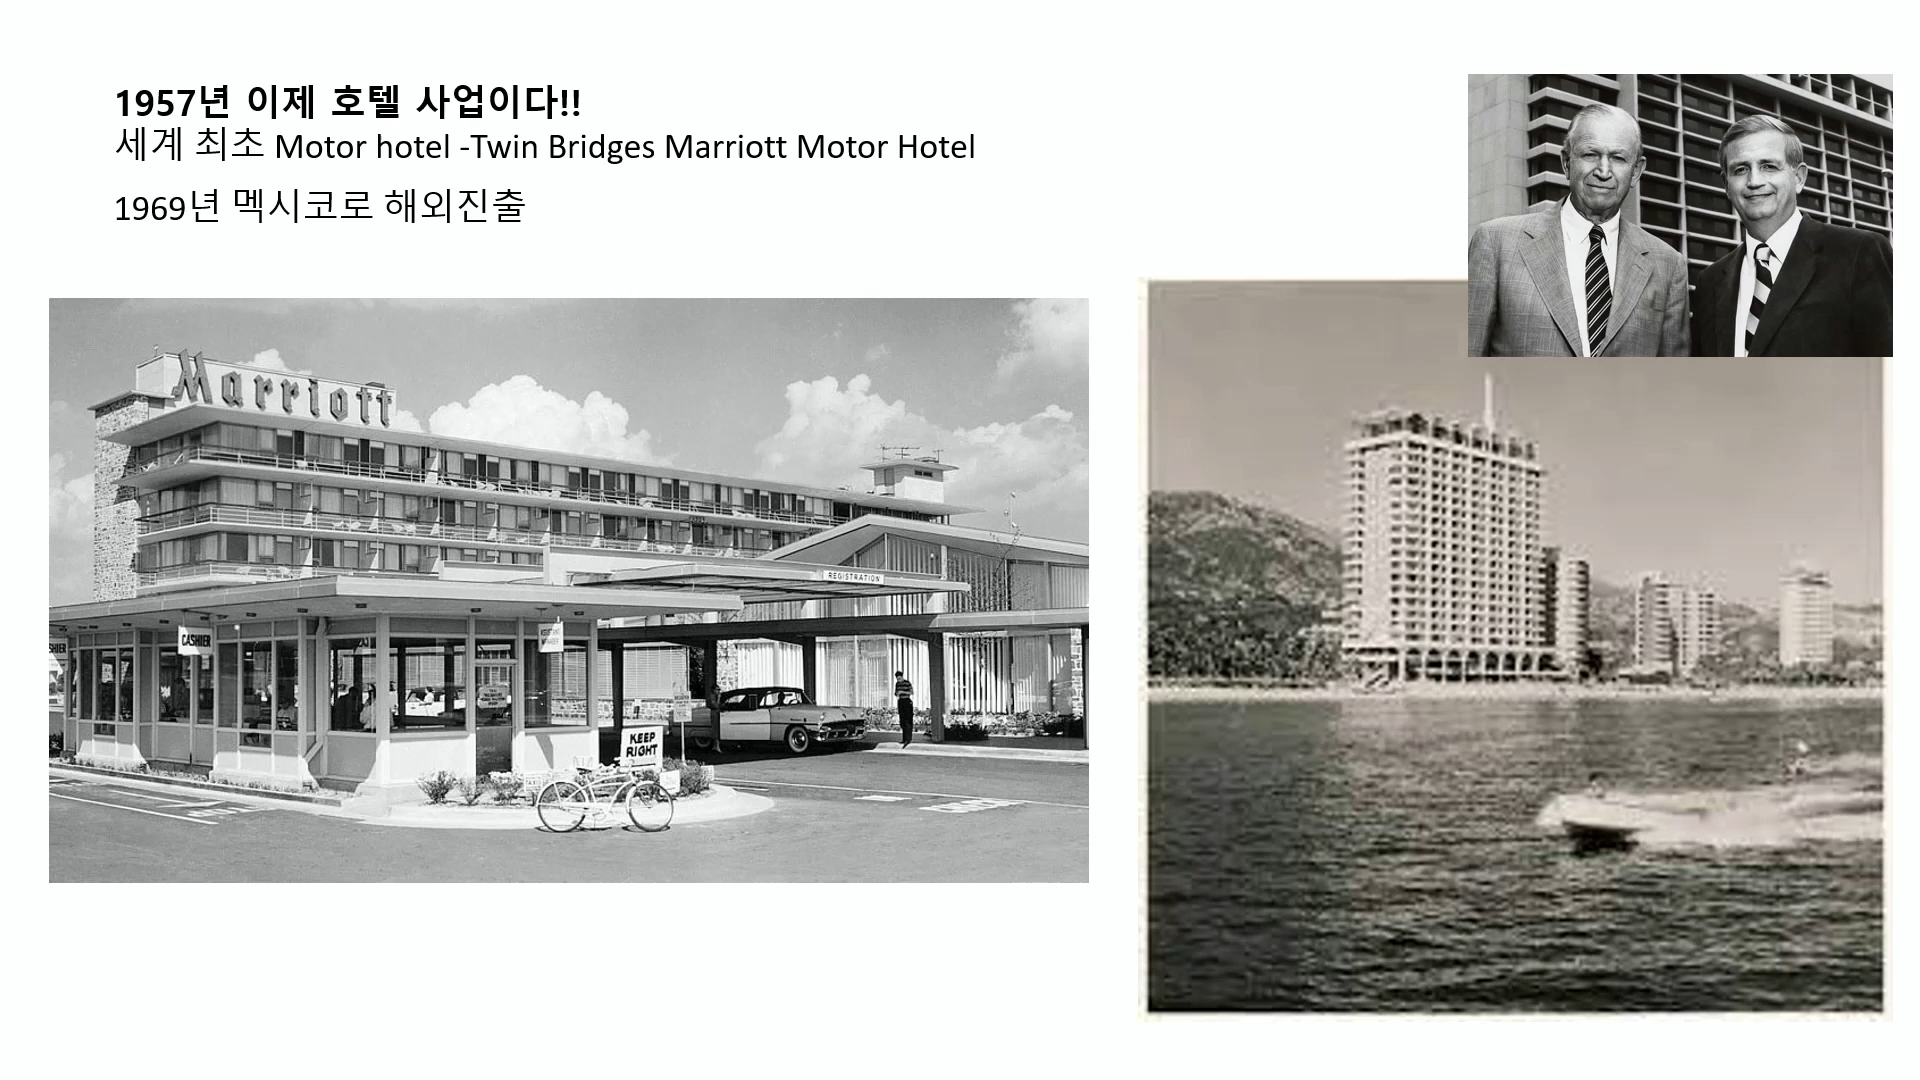 1957년 이제 호텔 사업이다!!
세계 최초 Motor hotel -Twin Bridges Marriott Motor Hotel
1969년 멕시코로 해외진출
Marriott
REGISTRATION
CASHIER
ASSISTANT MANAGER
KEEP
RIGHT